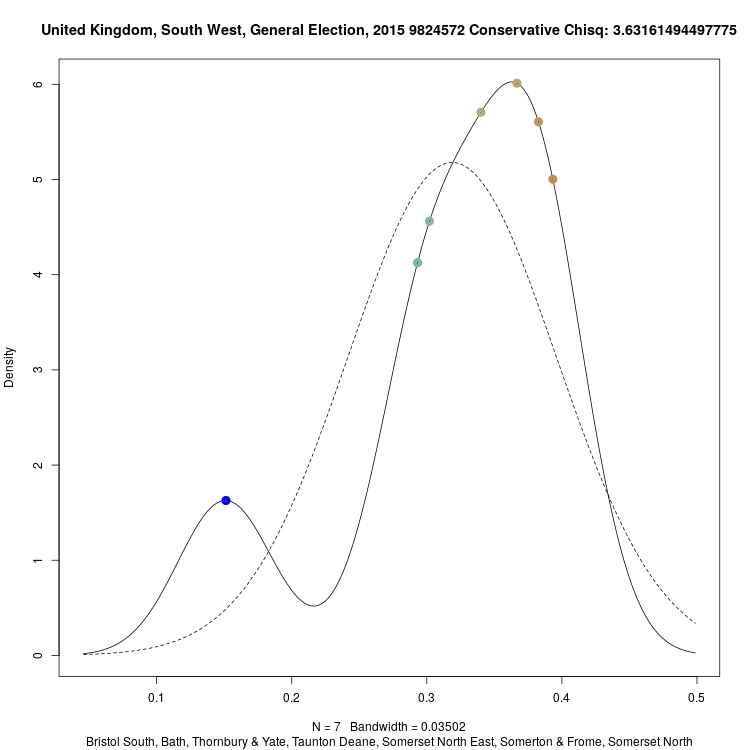 United Kingdom, South West, General Election, 2015 9824572 Conservative Chisq: 3.63161494497775
6
5
4
3
2
1
0
Density
0.1 0.2 0.3 0.4 0.5
N = 7 Bandwidth = 0.03502
Bristol South, Bath, Thornbury & Yate, Taunton Deane, Somerset North East, Somerton & Frome, Somerset North